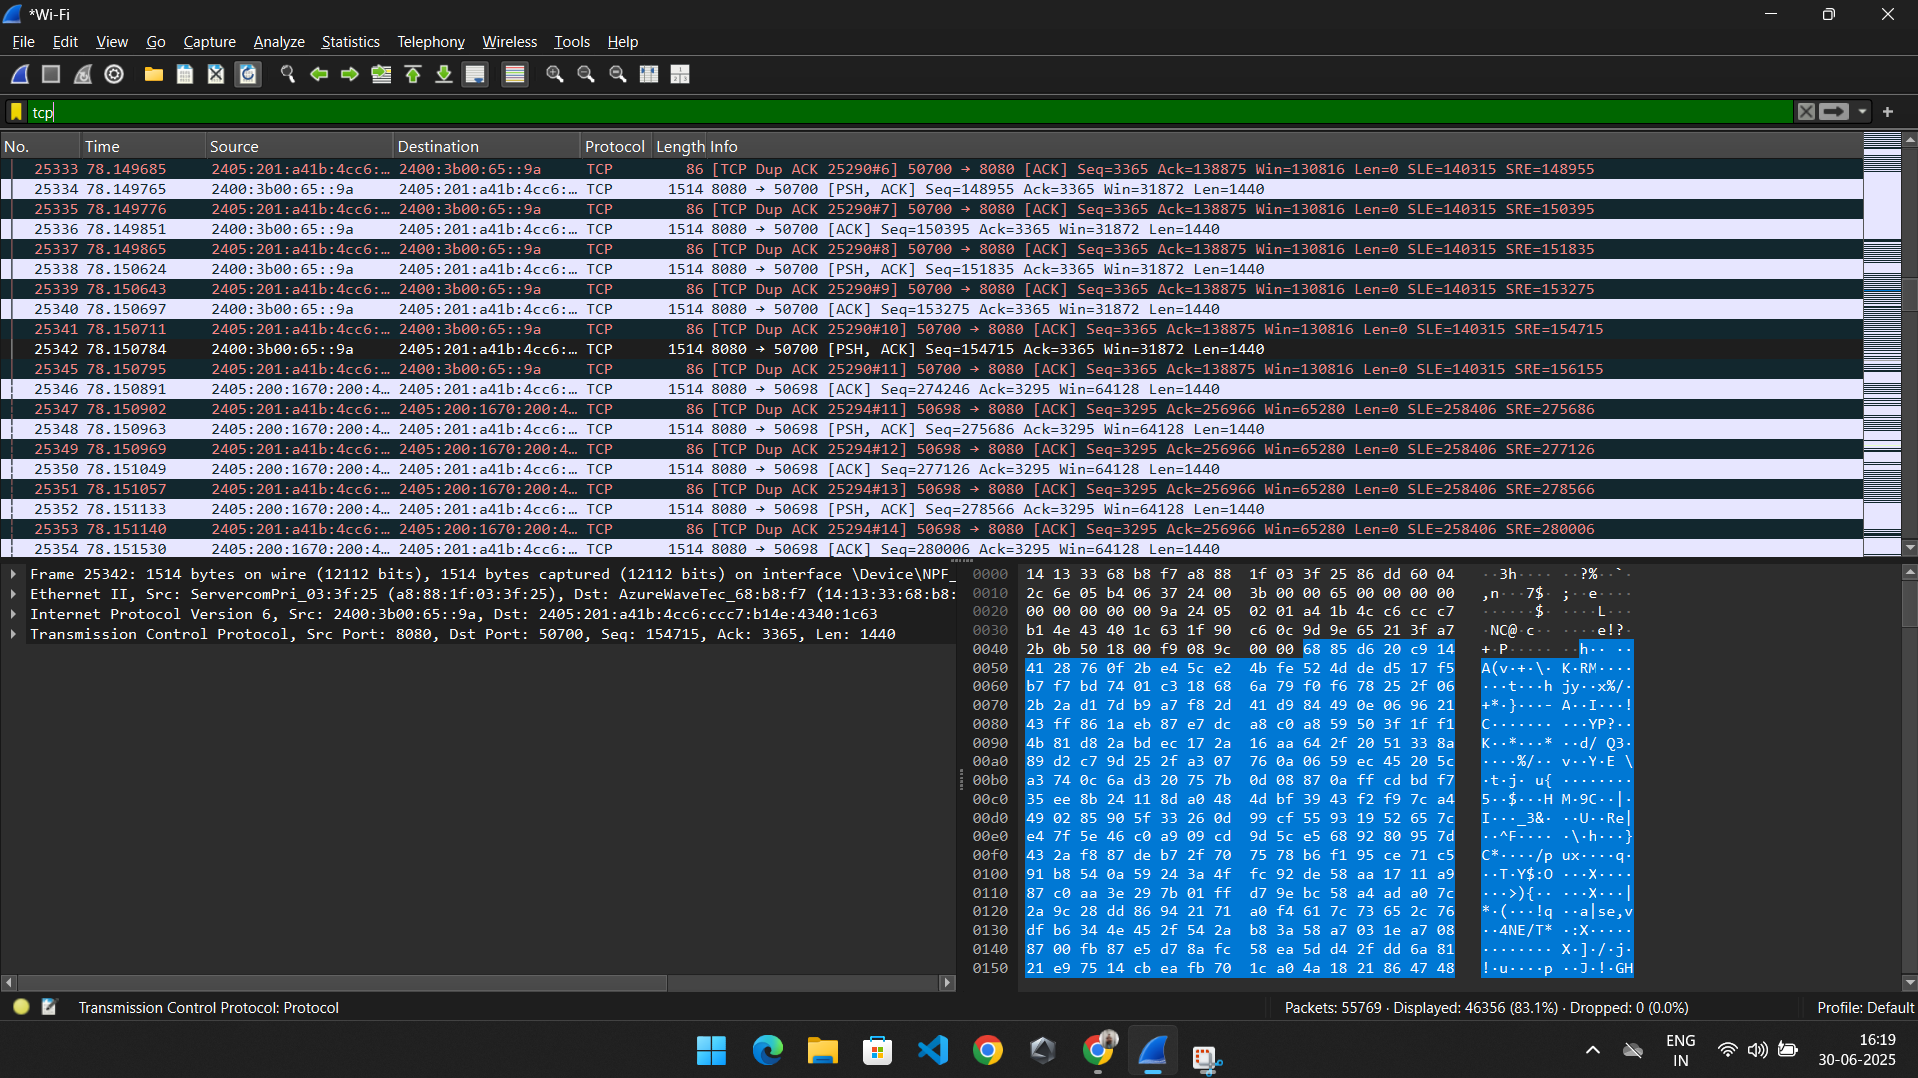 *Wi-Fi
File Edit View Go Capture Analyze Statistics Telephony Wireless Tools Help
tcp
No. Time Source Destination Protocol Length Info
25333 78.149685 2405:201:a41b:4cc6:… 2400:3b00:65::9a TCP 86 [TCP Dup ACK 25290#6] 50700 → 8080 [ACK] Seq=3365 Ack=138875 Win=130816 Len=0 SLE=140315 SRE=148955
25334 78.149765 2400:3b00:65::9a 2405:201:a41b:4cc6:… TCP 1514 8080 → 50700 [PSH, ACK] Seq=148955 Ack=3365 Win=31872 Len=1440
25335 78.149776 2405:201:a41b:4cc6:… 2400:3b00:65::9a TCP 86 [TCP Dup ACK 25290#7] 50700 → 8080 [ACK] Seq=3365 Ack=138875 Win=130816 Len=0 SLE=140315 SRE=150395
25336 78.149851 2400:3b00:65::9a 2405:201:a41b:4cc6:… TCP 1514 8080 → 50700 [ACK] Seq=150395 Ack=3365 Win=31872 Len=1440
25337 78.149865 2405:201:a41b:4cc6:… 2400:3b00:65::9a TCP 86 [TCP Dup ACK 25290#8] 50700 → 8080 [ACK] Seq=3365 Ack=138875 Win=130816 Len=0 SLE=140315 SRE=151835
25338 78.150624 2400:3b00:65::9a 2405:201:a41b:4cc6:… TCP 1514 8080 → 50700 [PSH, ACK] Seq=151835 Ack=3365 Win=31872 Len=1440
25339 78.150643 2405:201:a41b:4cc6:… 2400:3b00:65::9a TCP 86 [TCP Dup ACK 25290#9] 50700 → 8080 [ACK] Seq=3365 Ack=138875 Win=130816 Len=0 SLE=140315 SRE=153275
25340 78.150697 2400:3b00:65::9a 2405:201:a41b:4cc6:… TCP 1514 8080 → 50700 [ACK] Seq=153275 Ack=3365 Win=31872 Len=1440
25341 78.150711 2405:201:a41b:4cc6:… 2400:3b00:65::9a TCP 86 [TCP Dup ACK 25290#10] 50700 → 8080 [ACK] Seq=3365 Ack=138875 Win=130816 Len=0 SLE=140315 SRE=154715
25342 78.150784 2400:3b00:65::9a 2405:201:a41b:4cc6:… TCP 1514 8080 → 50700 [PSH, ACK] Seq=154715 Ack=3365 Win=31872 Len=1440
25345 78.150795 2405:201:a41b:4cc6:… 2400:3b00:65::9a TCP 86 [TCP Dup ACK 25290#11] 50700 → 8080 [ACK] Seq=3365 Ack=138875 Win=130816 Len=0 SLE=140315 SRE=156155
25346 78.150891 2405:200:1670:200:4… 2405:201:a41b:4cc6:… TCP 1514 8080 → 50698 [ACK] Seq=274246 Ack=3295 Win=64128 Len=1440
25347 78.150902 2405:201:a41b:4cc6:… 2405:200:1670:200:4… TCP 86 [TCP Dup ACK 25294#11] 50698 → 8080 [ACK] Seq=3295 Ack=256966 Win=65280 Len=0 SLE=258406 SRE=275686
25348 78.150963 2405:200:1670:200:4… 2405:201:a41b:4cc6:… TCP 1514 8080 → 50698 [PSH, ACK] Seq=275686 Ack=3295 Win=64128 Len=1440
25349 78.150969 2405:201:a41b:4cc6:… 2405:200:1670:200:4… TCP 86 [TCP Dup ACK 25294#12] 50698 → 8080 [ACK] Seq=3295 Ack=256966 Win=65280 Len=0 SLE=258406 SRE=277126
25350 78.151049 2405:200:1670:200:4… 2405:201:a41b:4cc6:… TCP 1514 8080 → 50698 [ACK] Seq=277126 Ack=3295 Win=64128 Len=1440
25351 78.151057 2405:201:a41b:4cc6:… 2405:200:1670:200:4… TCP 86 [TCP Dup ACK 25294#13] 50698 → 8080 [ACK] Seq=3295 Ack=256966 Win=65280 Len=0 SLE=258406 SRE=278566
25352 78.151133 2405:200:1670:200:4… 2405:201:a41b:4cc6:… TCP 1514 8080 → 50698 [PSH, ACK] Seq=278566 Ack=3295 Win=64128 Len=1440
25353 78.151140 2405:201:a41b:4cc6:… 2405:200:1670:200:4… TCP 86 [TCP Dup ACK 25294#14] 50698 → 8080 [ACK] Seq=3295 Ack=256966 Win=65280 Len=0 SLE=258406 SRE=280006
25354 78.151530 2405:200:1670:200:4… 2405:201:a41b:4cc6:… TCP 1514 8080 → 50698 [ACK] Seq=280006 Ack=3295 Win=64128 Len=1440
Frame 25342: 1514 bytes on wire (12112 bits), 1514 bytes captured (12112 bits) on interface \Device\NPF_
Ethernet II, Src: ServercomPri_03:3f:25 (a8:88:1f:03:3f:25), Dst: AzureWaveTec_68:b8:f7 (14:13:33:68:b8:
Internet Protocol Version 6, Src: 2400:3b00:65::9a, Dst: 2405:201:a41b:4cc6:ccc7:b14e:4340:1c63
Transmission Control Protocol, Src Port: 8080, Dst Port: 50700, Seq: 154715, Ack: 3365, Len: 1440
0000 14 13 33 68 b8 f7 a8 88 1f 03 3f 25 86 dd 60 04 ··3h···· ··?%··`·
0010 2c 6e 05 b4 06 37 24 00 3b 00 00 65 00 00 00 00 ,n···7$· ;··e····
0020 00 00 00 00 00 9a 24 05 02 01 a4 1b 4c c6 cc c7 ······$· ····L···
0030 b1 4e 43 40 1c 63 1f 90 c6 0c 9d 9e 65 21 3f a7 ·NC@·c·· ····e!?·
0040 2b 0b 50 18 00 f9 08 9c 00 00 68 85 d6 20 c9 14 +·P····· ··h·· ··
0050 41 28 76 0f 2b e4 5c e2 4b fe 52 4d de d5 17 f5 A(v·+·\· K·RM····
0060 b7 f7 bd 74 01 c3 18 68 6a 79 f0 f6 78 25 2f 06 ···t···h jy··x%/·
0070 2b 2a d1 7d b9 a7 f8 2d 41 d9 84 49 0e 06 96 21 +*·}···- A··I···!
0080 43 ff 86 1a eb 87 e7 dc a8 c0 a8 59 50 3f 1f f1 C······· ···YP?··
0090 4b 81 d8 2a bd ec 17 2a 16 aa 64 2f 20 51 33 8a K··*···* ··d/ Q3·
00a0 89 d2 c7 9d 25 2f a3 07 76 0a 06 59 ec 45 20 5c ····%/·· v··Y·E \
00b0 a3 74 0c 6a d3 20 75 7b 0d 08 87 0a ff cd bd f7 ·t·j· u{ ········
00c0 35 ee 8b 24 11 8d a0 48 4d bf 39 43 f2 f9 7c a4 5··$···H M·9C··|·
00d0 49 02 85 90 5f 33 26 0d 99 cf 55 93 19 52 65 7c I···_3&· ··U··Re|
00e0 e4 7f 5e 46 c0 a9 09 cd 9d 5c e5 68 92 80 95 7d ··^F···· ·\·h···}
00f0 43 2a f8 87 de b7 2f 70 75 78 b6 f1 95 ce 71 c5 C*····/p ux····q·
0100 91 b8 54 0a 59 24 3a 4f fc 92 de 58 aa 17 11 a9 ··T·Y$:O ···X····
0110 87 c0 aa 3e 29 7b 01 ff d7 9e bc 58 a4 ad a0 7c ···>){·· ···X···|
0120 2a 9c 28 dd 86 94 21 71 a0 f4 61 7c 73 65 2c 76 *·(···!q ··a|se,v
0130 df b6 34 4e 45 2f 54 2a b8 3a 58 a7 03 1e a7 08 ··4NE/T* ·:X·····
0140 87 00 fb 87 e5 d7 8a fc 58 ea 5d d4 2f dd 6a 81 ········ X·]·/·j·
0150 21 e9 75 14 cb ea fb 70 1c a0 4a 18 21 86 47 48 !·u····p ··J·!·GH
Transmission Control Protocol: Protocol
Packets: 55769 · Displayed: 46356 (83.1%) · Dropped: 0 (0.0%)
Profile: Default
ENG
IN
16:19
30-06-2025